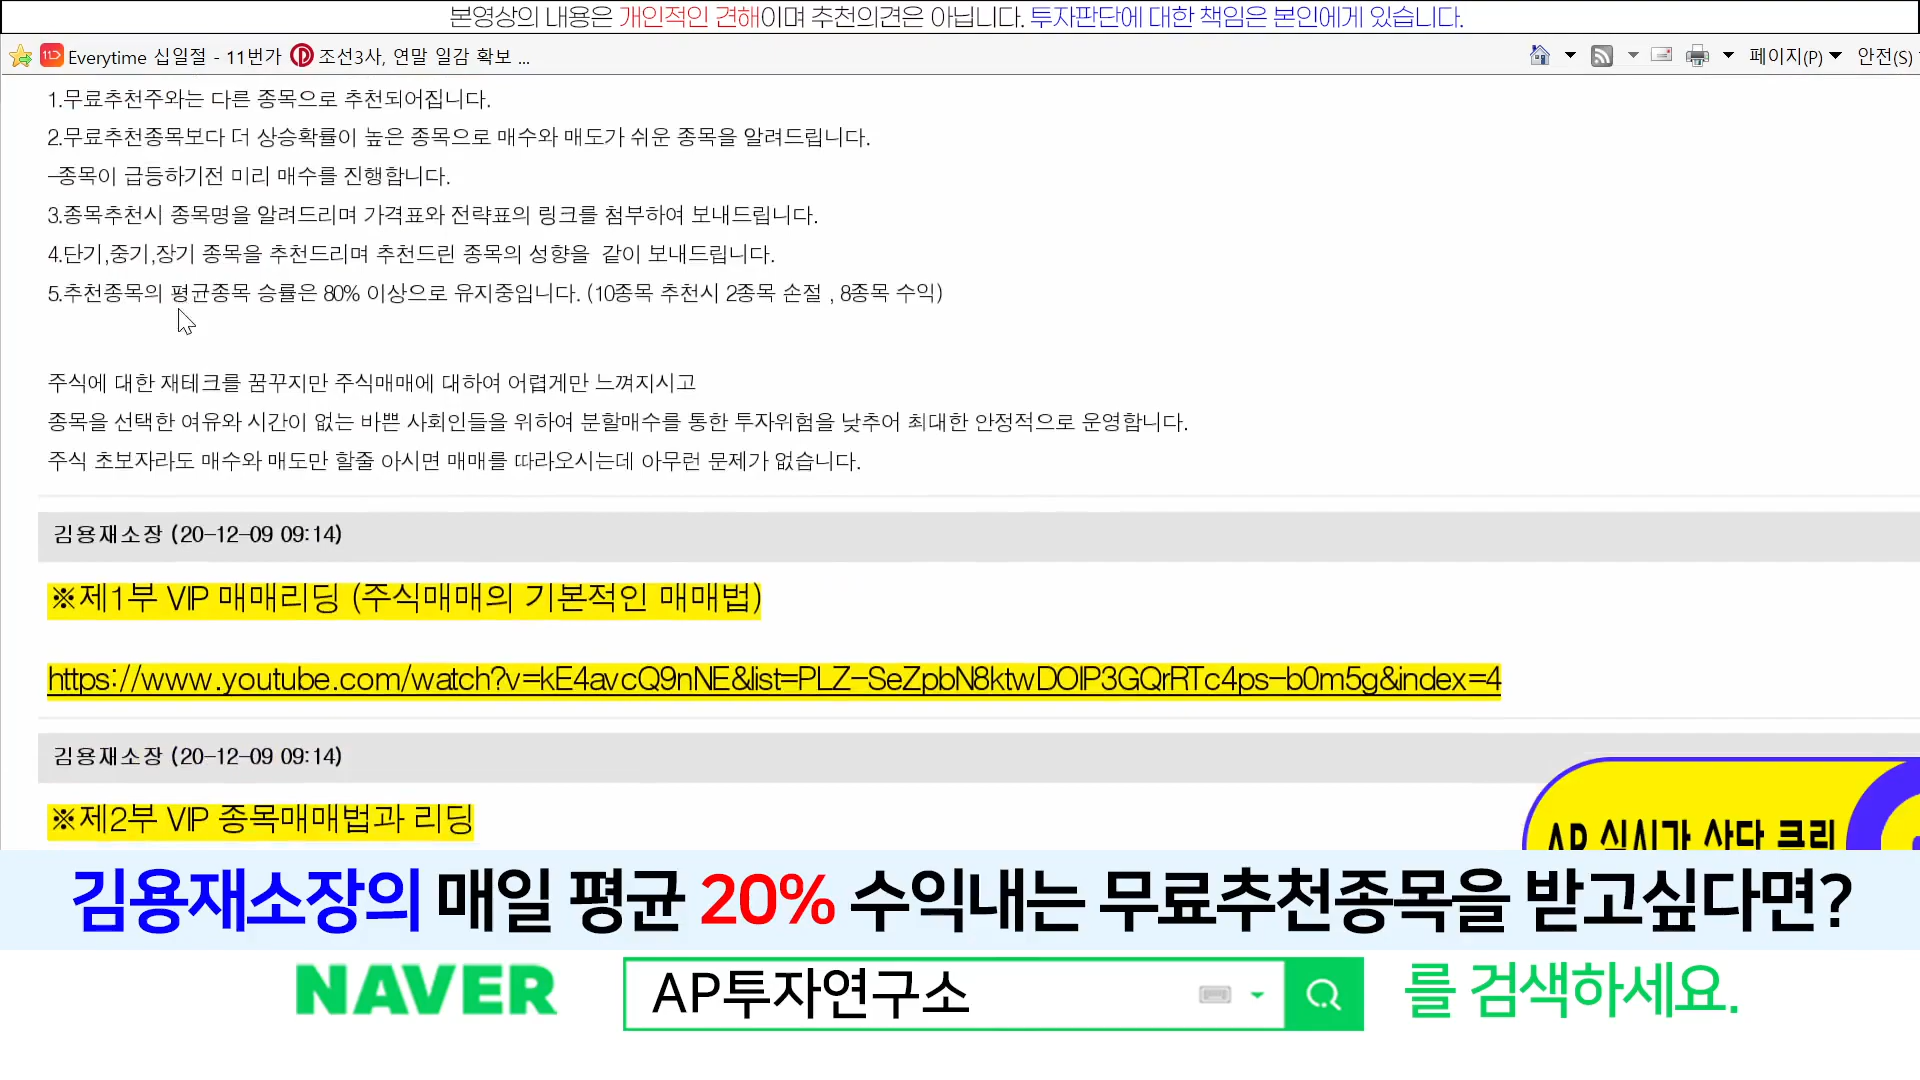 본영상의 내용은 개인적인 견해이며 추천의견은 아닙니다. 투자판단에 대한 책임은 본인에게 있습니다.
Everytime 십일절 - 11번가 조선3사, 연말 일감 확보 ... 페이지(P) 안전(S)
1.무료추천주와는 다른 종목으로 추천되어집니다.
2.무료추천종목보다 더 상승확률이 높은 종목으로 매수와 매도가 쉬운 종목을 알려드립니다.
-종목이 급등하기전 미리 매수를 진행합니다.
3.종목추천시 종목명을 알려드리며 가격표와 전략표의 링크를 첨부하여 보내드립니다.
4.단기,중기,장기 종목을 추천드리며 추천드린 종목의 성향을 같이 보내드립니다.
5.추천종목의 평균종목 승률은 80% 이상으로 유지중입니다. (10종목 추천시 2종목 손절 , 8종목 수익)
주식에 대한 재테크를 꿈꾸지만 주식매매에 대하여 어렵게만 느껴지시고
종목을 선택한 여유와 시간이 없는 바쁜 사회인들을 위하여 분할매수를 통한 투자위험을 낮추어 최대한 안정적으로 운영합니다.
주식 초보자라도 매수와 매도만 할줄 아시면 매매를 따라오시는데 아무런 문제가 없습니다.
김용재소장 (20-12-09 09:14)
※제1부 VIP 매매리딩 (주식매매의 기본적인 매매법)
https://www.youtube.com/watch?v=kE4avcQ9nNE&list=PLZ-SeZpbN8ktwDOIP3GQrRTc4ps-b0m5g&index=4
김용재소장 (20-12-09 09:14)
※제2부 VIP 종목매매법과 리딩
AP 실시간 상담 클릭
김용재소장의 매일 평균 20% 수익내는 무료추천종목을 받고싶다면?
NAVER AP투자연구소 를 검색하세요.